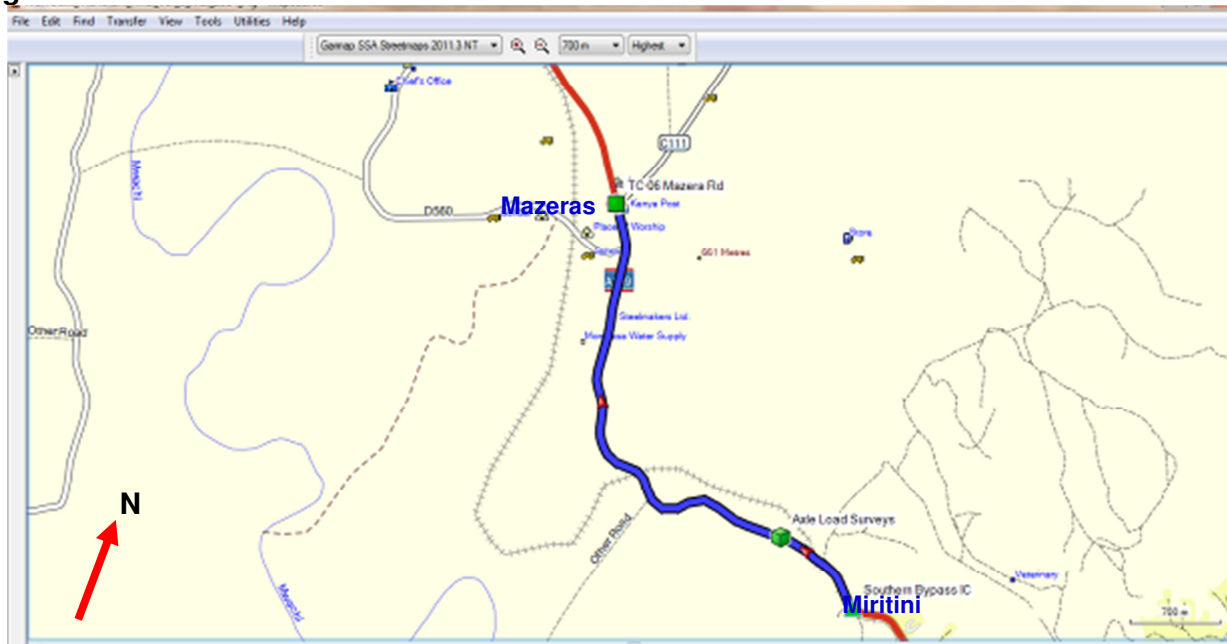 g
File Edit Find Transfer View Tools Utilities Help
Garmap SSA Streetmaps 2011.3 NT 700 m Highest
Chief's Office
C111
Mwachi
TC-06 Mazera Rd
Mazeras
Kenya Post
D560
Place Worship
Store
661 Metres
Steelmakers Ltd.
Other Road
Water Supply
N
Axle Load Surveys
Other Road
Veterinary
Southern Bypass IC
Mwachi
Miritini
700 m